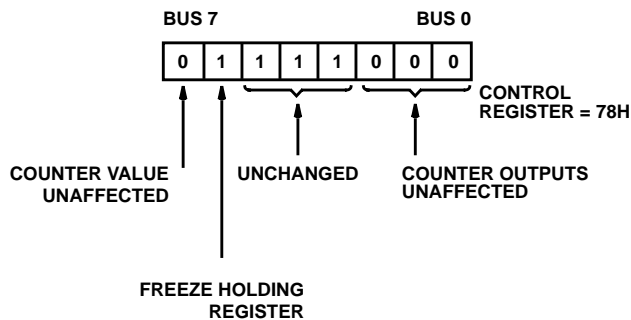 BUS 7 BUS 0
0 1 1 1 1 0 0 0
CONTROL
REGISTER = 78H
COUNTER VALUE
UNAFFECTED
UNCHANGED
COUNTER OUTPUTS
UNAFFECTED
FREEZE HOLDING
REGISTER